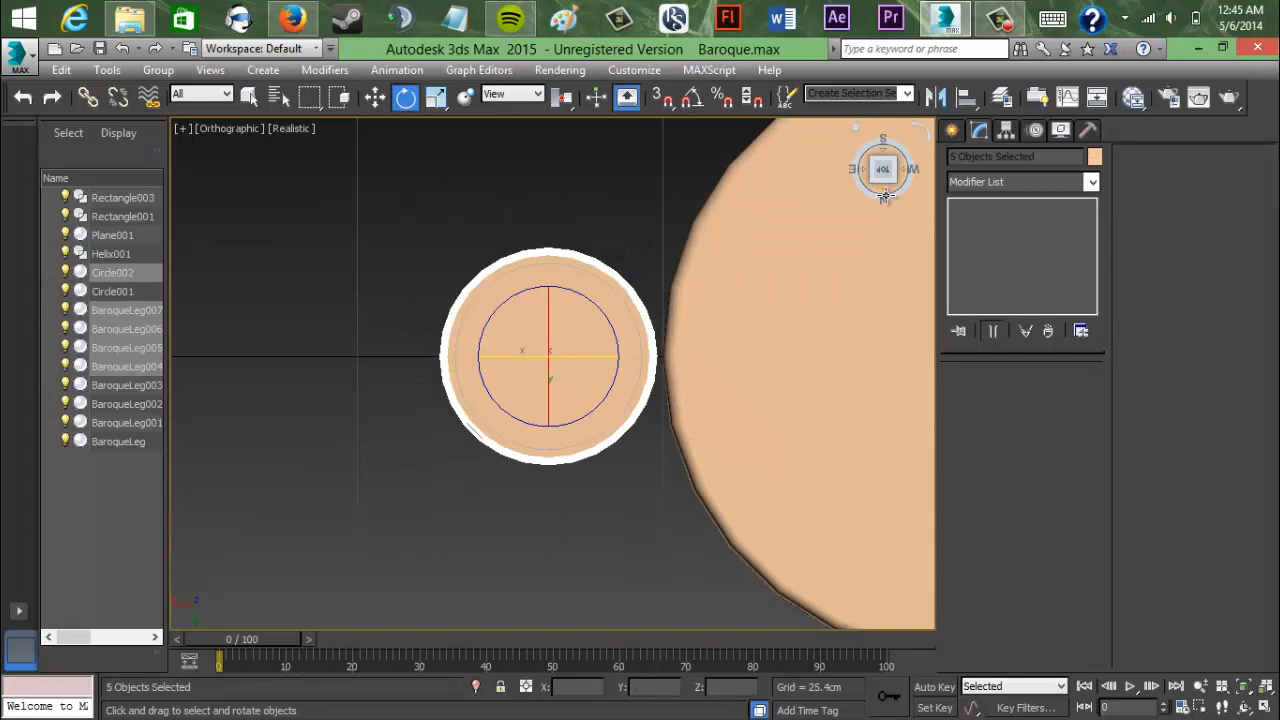 12:45 AM
5/6/2014
Workspace: Default
Autodesk 3ds Max 2015 - Unregistered Version Baroque.max
Type a keyword or phrase
MAX
Edit Tools Group Views Create Modifiers Animation Graph Editors Rendering Customize MAXScript Help
All View Create Selection Se
Select Display
[+] [Orthographic] [Realistic]
S
E TOP W
N
5 Objects Selected
Modifier List
Name
Rectangle003
Rectangle001
Plane001
Helix001
Circle002
Circle001
BaroqueLeg007
BaroqueLeg006
BaroqueLeg005
BaroqueLeg004
BaroqueLeg003
BaroqueLeg002
BaroqueLeg001
BaroqueLeg
x z
y
0 / 100
0 10 20 30 40 50 60 70 80 90 100
5 Objects Selected X: Y: Z: Grid = 25.4cm Auto Key Selected
Welcome to M
Click and drag to select and rotate objects Add Time Tag Set Key Key Filters... 0